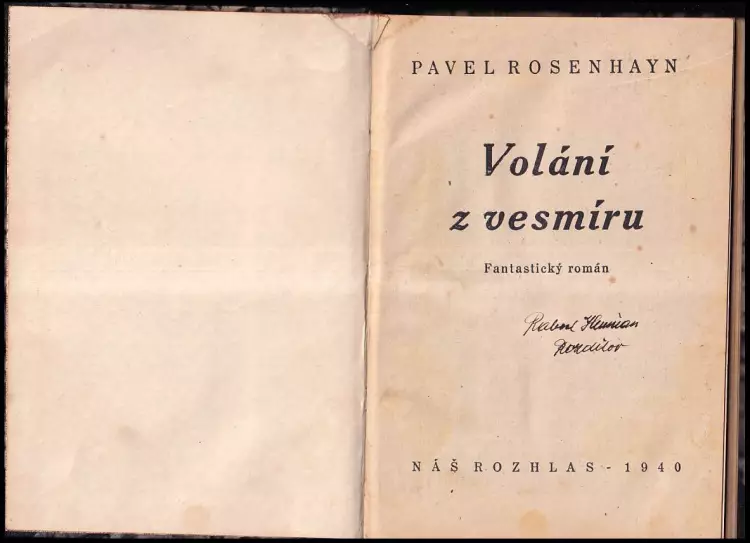 PAVEL ROSENHAYN
Volání
z vesmíru
Fantastický román
NÁŠ ROZHLAS - 1940